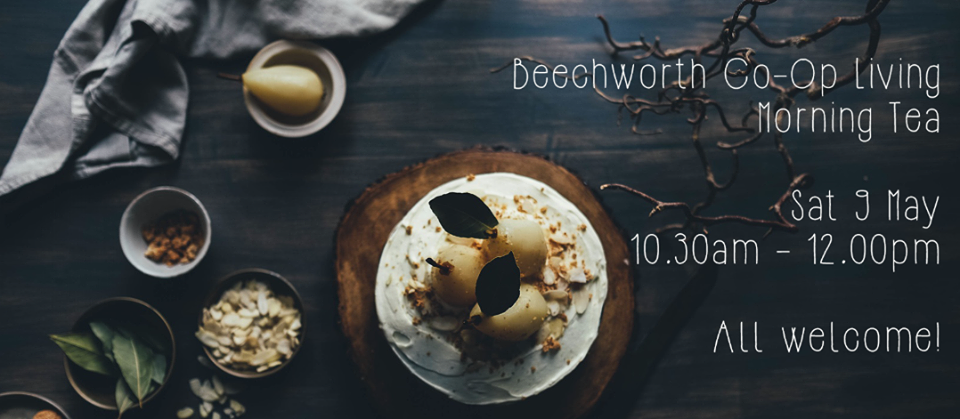 Beechworth Co-Op Living
Morning Tea
Sat 9 May
10.30am - 12.00pm
All welcome!